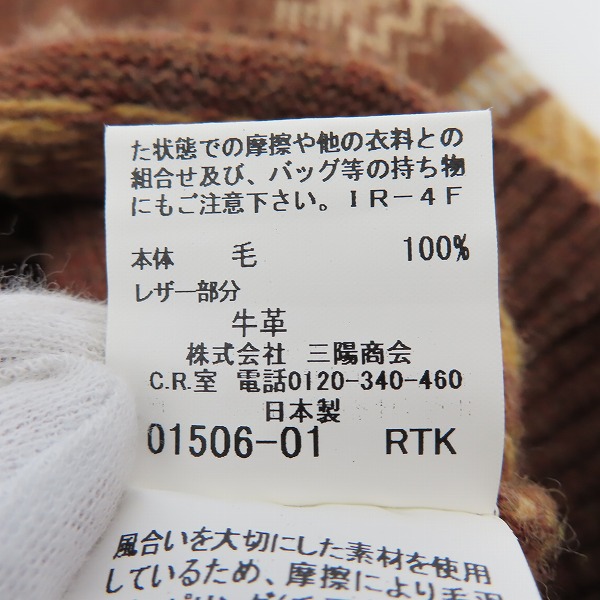 た状態での摩擦や他の衣料との
組合せ及び、バッグ等の持ち物
にもご注意下さい。ＩＲ－４Ｆ
本体 毛 100%
レザー部分
牛革
株式会社 三陽商会
C.R.室 電話0120-340-460
日本製
01506-01 RTK
風合いを大切にした素材を使用
しているため、摩擦により毛羽